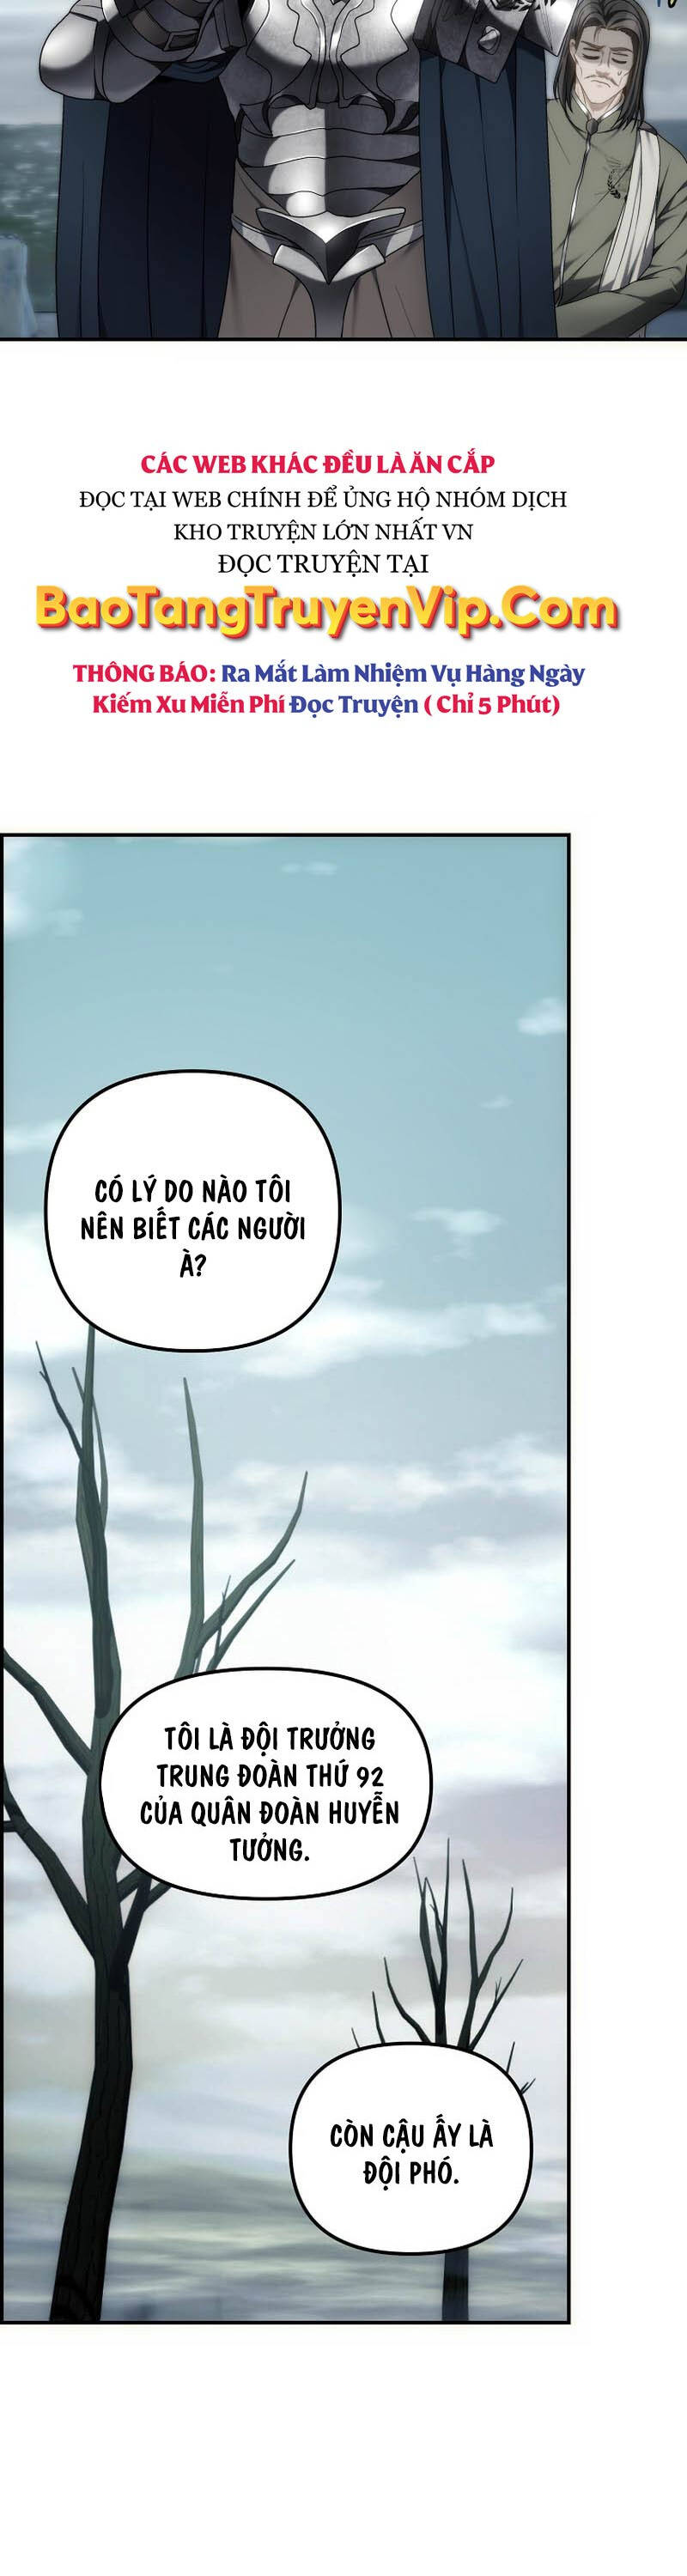 CÁC WEB KHÁC ĐỀU LÀ ĂN CẮP
ĐỌC TẠI WEB CHÍNH ĐỂ ỦNG HỘ NHÓM DỊCH
KHO TRUYỆN LỚN NHẤT VN
ĐỌC TRUYỆN TẠI
BaoTangTruyenVip.Com
THÔNG BÁO: Ra Mắt Làm Nhiệm Vụ Hàng Ngày
Kiếm Xu Miễn Phí Đọc Truyện ( Chỉ 5 Phút)
CÓ LÝ DO NÀO TÔI
NÊN BIẾT CÁC NGƯỜI
À?
TÔI LÀ ĐỘI TRƯỞNG
TRUNG ĐOÀN THỨ 92
CỦA QUÂN ĐOÀN HUYỄN
TƯỞNG.
CÒN CẬU ẤY LÀ
ĐỘI PHÓ.